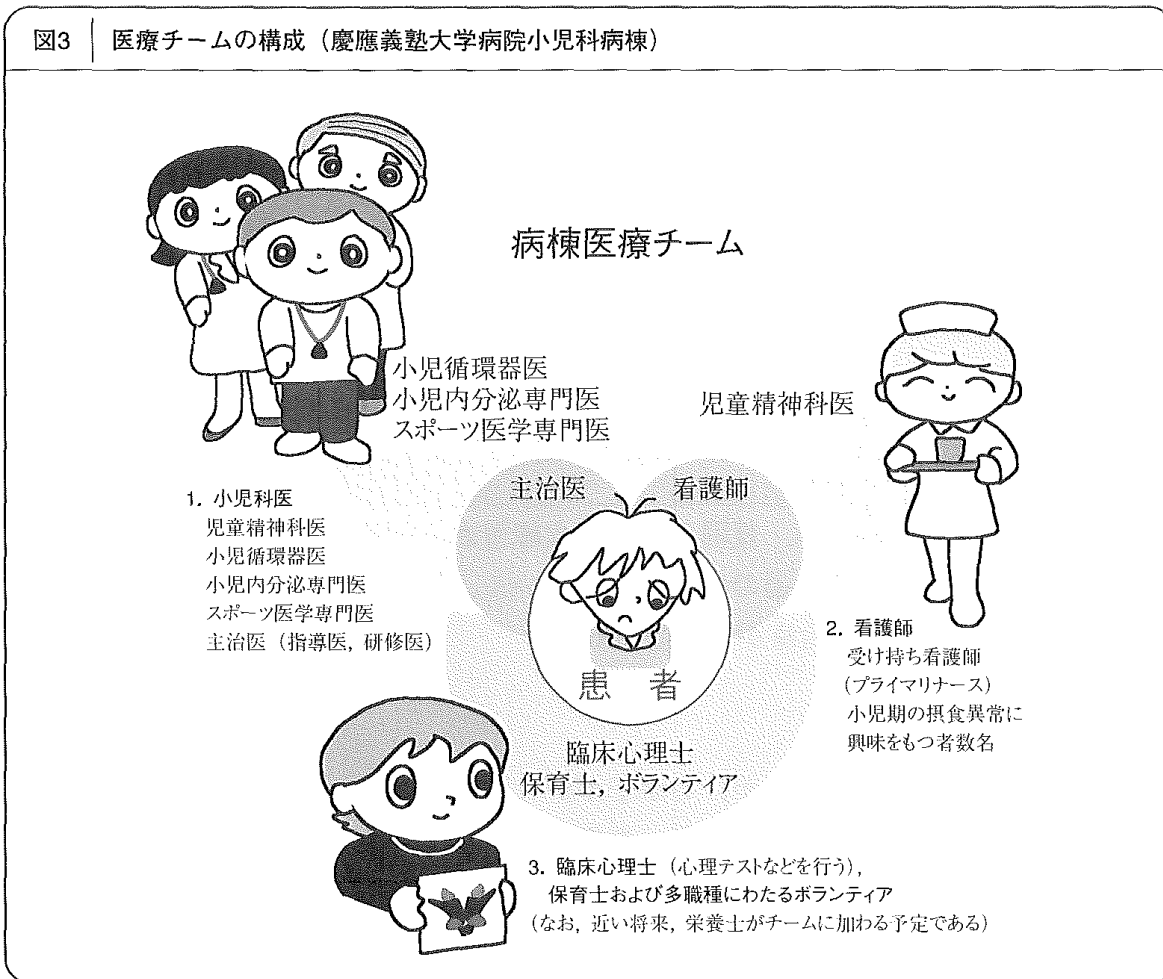 図3 医療チームの構成（慶應義塾大学病院小児科病棟）
病棟医療チーム
小児循環器医
小児内分泌専門医
スポーツ医学専門医
児童精神科医
主治医 看護師
患 者
臨床心理士
保育士，ボランティア
1. 小児科医
児童精神科医
小児循環器医
小児内分泌専門医
スポーツ医学専門医
主治医（指導医，研修医）
2. 看護師
受け持ち看護師
（プライマリナース）
小児期の摂食異常に
興味をもつ者数名
3. 臨床心理士（心理テストなどを行う），
保育士および多職種にわたるボランティア
（なお，近い将来，栄養士がチームに加わる予定である）